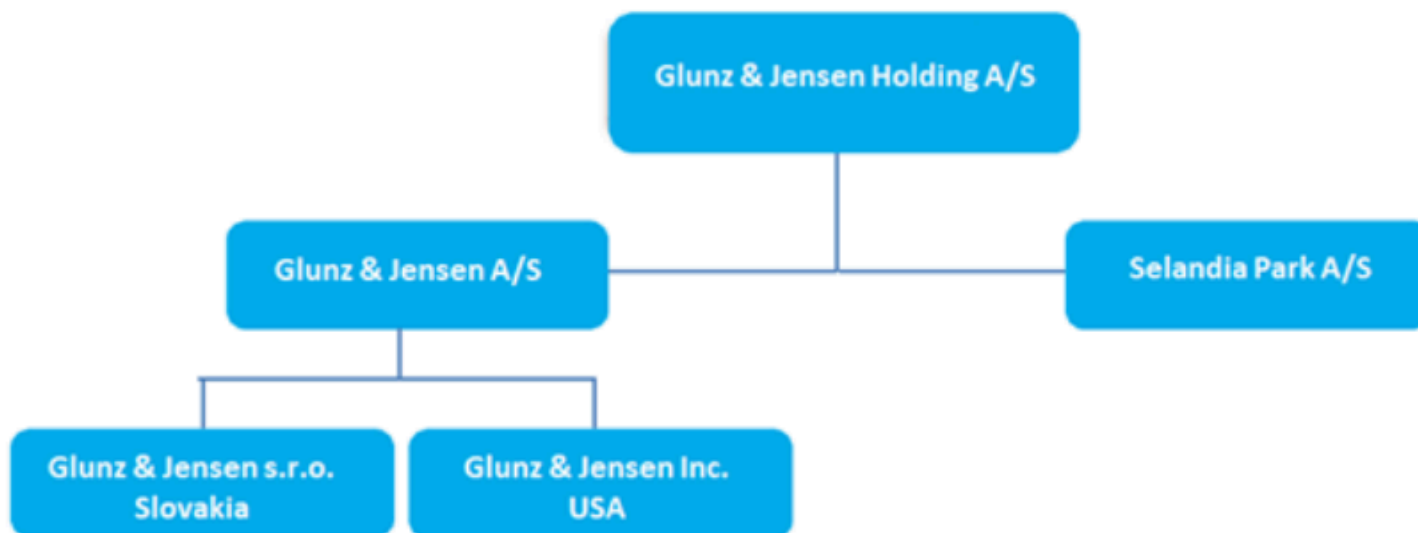 Glunz & Jensen Holding A/S
Glunz & Jensen A/S
Selandia Park A/S
Glunz & Jensen s.r.o.
Slovakia
Glunz & Jensen Inc.
USA